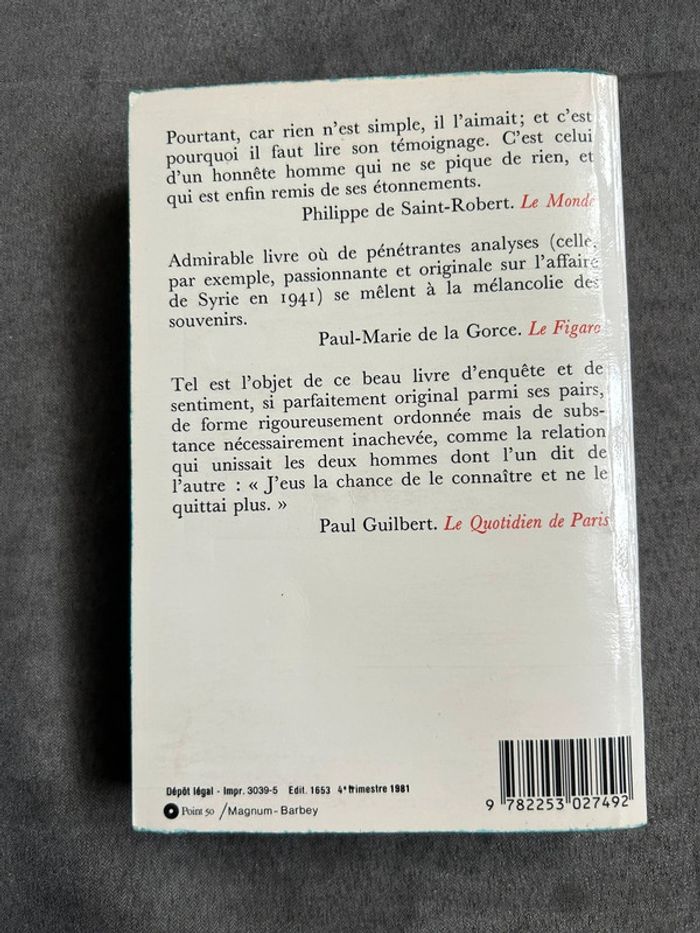 Pourtant, car rien n'est simple, il l'aimait; et c'est
pourquoi il faut lire son témoignage. C'est celui
d'un honnête homme qui ne se pique de rien, et
qui est enfin remis de ses étonnements.
Philippe de Saint-Robert. Le Monde
Admirable livre où de pénétrantes analyses (celle,
par exemple, passionnante et originale sur l'affaire
de Syrie en 1941) se mêlent à la mélancolie des
souvenirs.
Paul-Marie de la Gorce. Le Figaro
Tel est l'objet de ce beau livre d'enquête et de
sentiment, si parfaitement original parmi ses pairs,
de forme rigoureusement ordonnée mais de subs-
tance nécessairement inachevée, comme la relation
qui unissait les deux hommes dont l'un dit de
l'autre : « J'eus la chance de le connaître et ne le
quittai plus. »
Paul Guilbert. Le Quotidien de Paris
Dépôt légal - Impr. 3039-5 Edit. 1653 4e trimestre 1981
Point 50 / Magnum - Barbey
9 782253 027492